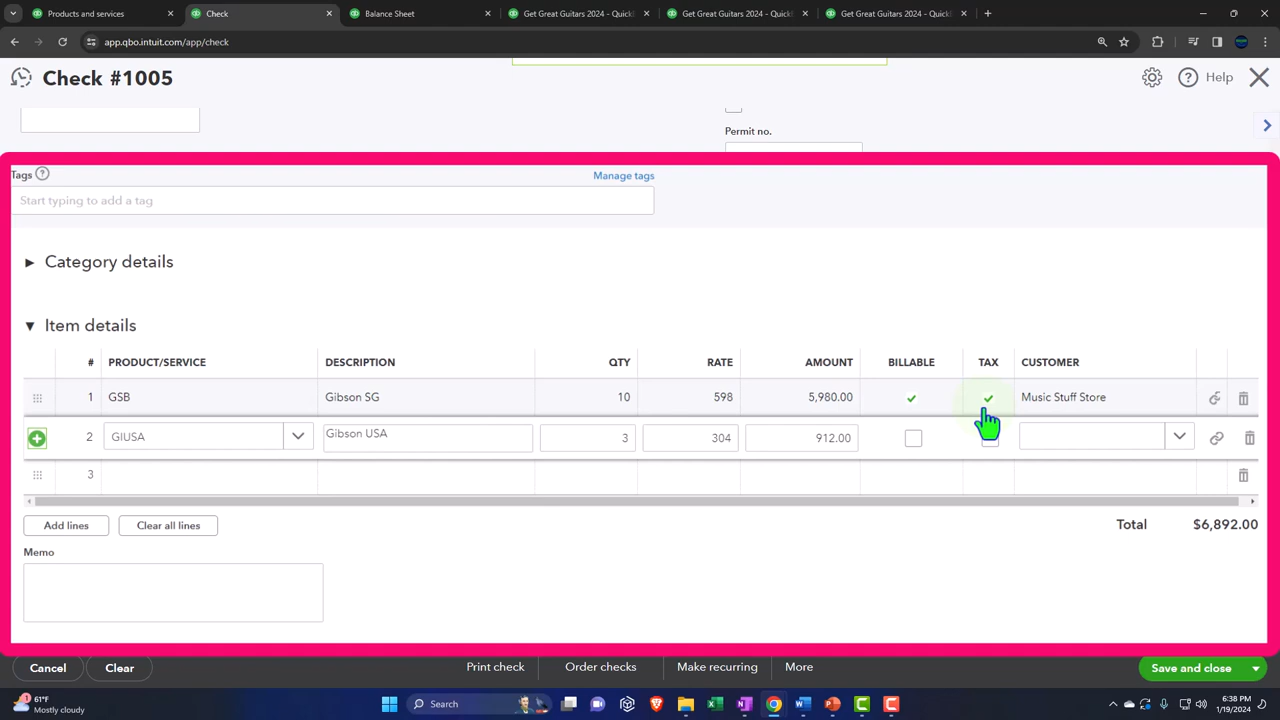 Products and services
Check
Balance Sheet
Get Great Guitars 2024 - QuickB
Get Great Guitars 2024 - QuickB
Get Great Guitars 2024 - QuickB
app.qbo.intuit.com/app/check
Check #1005
Help
Permit no.
Tags
Manage tags
Start typing to add a tag
Category details
Item details
# PRODUCT/SERVICE DESCRIPTION QTY RATE AMOUNT BILLABLE TAX CUSTOMER
1 GSB Gibson SG 10 598 5,980.00 Music Stuff Store
2 GIUSA Gibson USA 3 304 912.00
3
Add lines Clear all lines Total $6,892.00
Memo
Cancel Clear Print check Order checks Make recurring More Save and close
61°F
Mostly cloudy
Search
6:38 PM
1/19/2024